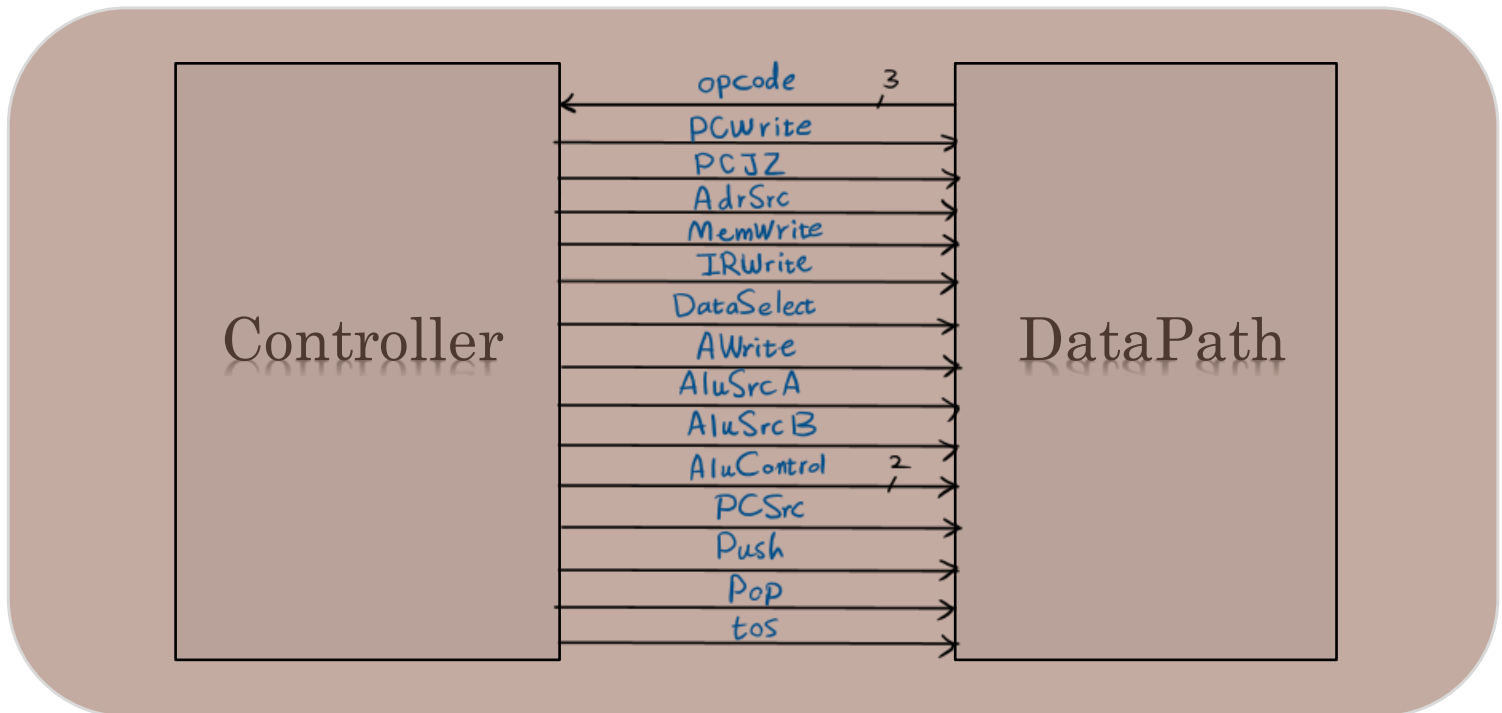 opcode 3
PCWrite
PCJZ
AdrSrc
MemWrite
IRWrite
DataSelect
Controller
DataPath
AWrite
AluSrcA
AluSrcB
AluControl 2
PCSrc
Push
Pop
tos